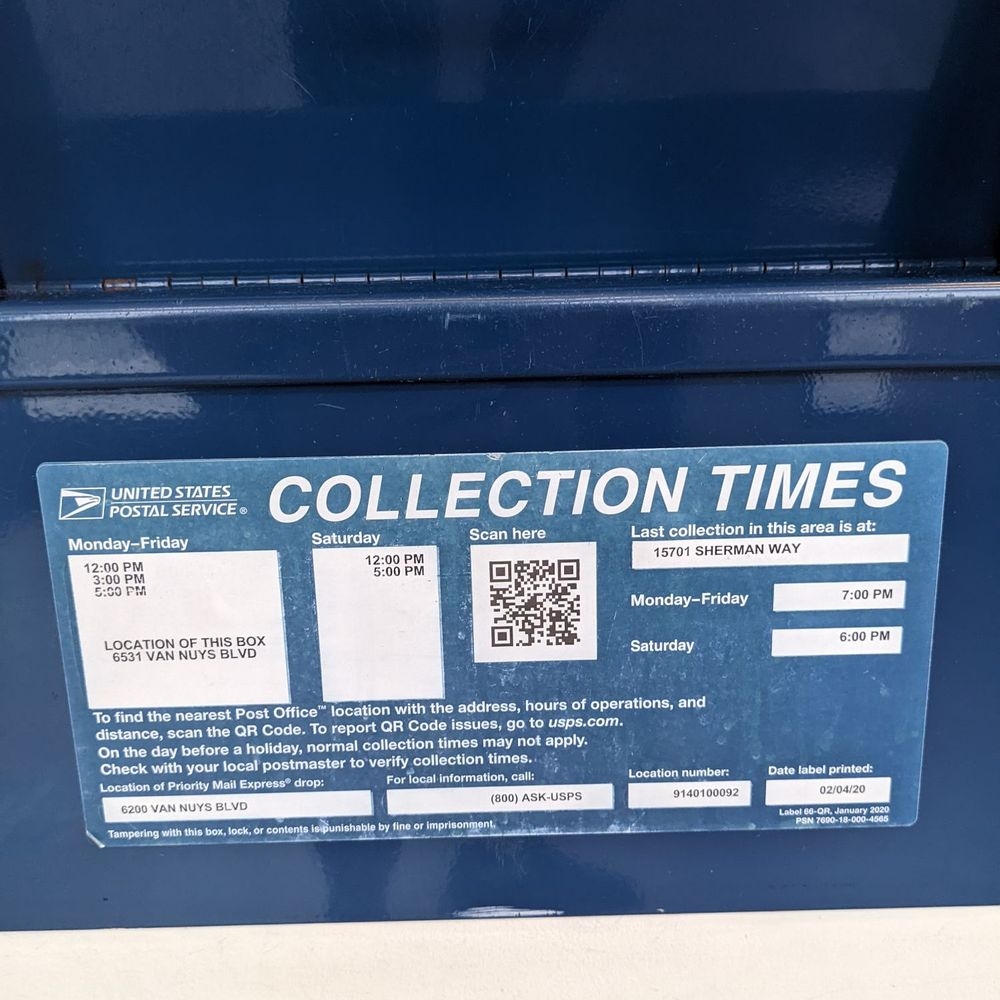 UNITED STATES
POSTAL SERVICE®
COLLECTION TIMES
Monday–Friday
12:00 PM
3:00 PM
5:00 PM
LOCATION OF THIS BOX
6531 VAN NUYS BLVD
Saturday
12:00 PM
5:00 PM
Scan here
Last collection in this area is at:
15701 SHERMAN WAY
Monday–Friday
7:00 PM
Saturday
6:00 PM
To find the nearest Post Office™ location with the address, hours of operations, and
distance, scan the QR Code. To report QR Code issues, go to usps.com.
On the day before a holiday, normal collection times may not apply.
Check with your local postmaster to verify collection times.
Location of Priority Mail Express® drop:
6200 VAN NUYS BLVD
For local information, call:
(800) ASK-USPS
Location number:
9140100092
Date label printed:
02/04/20
Tampering with this box, lock, or contents is punishable by fine or imprisonment.
Label 66-QR, January 2020
PSN 7690-18-000-4565